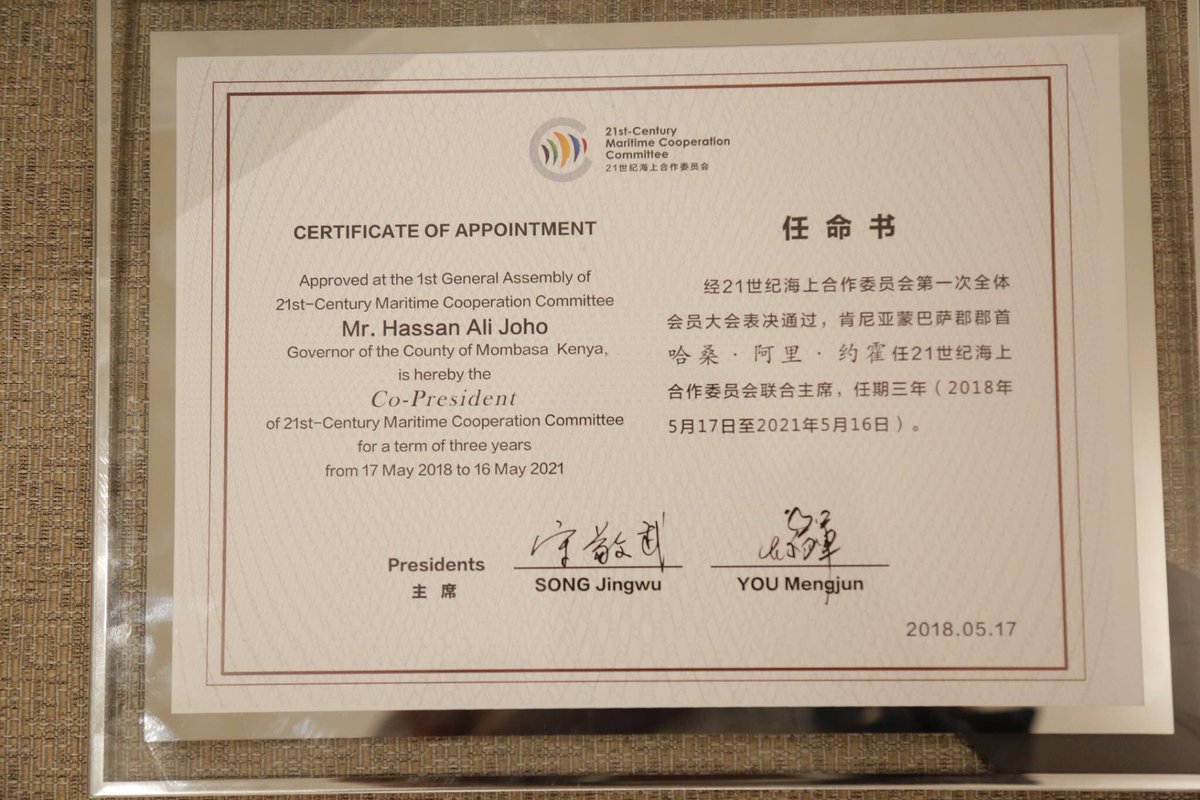 21st-Century
Maritime Cooperation
Committee
21世纪海上合作委员会
CERTIFICATE OF APPOINTMENT
Approved at the 1st General Assembly of
21st-Century Maritime Cooperation Committee
Mr. Hassan Ali Joho
Governor of the County of Mombasa Kenya,
is hereby the
Co-President
of 21st-Century Maritime Cooperation Committee
for a term of three years
from 17 May 2018 to 16 May 2021
任命书
经21世纪海上合作委员会第一次全体
会员大会表决通过，肯尼亚蒙巴萨郡郡首
哈桑·阿里·约霍任21世纪海上
合作委员会联合主席，任期三年（2018年
5月17日至2021年5月16日）。
Presidents
主席
宋敬武
SONG Jingwu
YOU Mengjun
2018.05.17